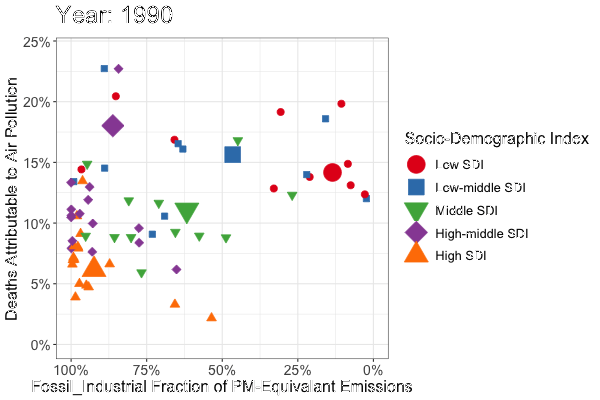 Year: 1990
25%
20%
15%
10%
5%
0%
Deaths Attributable to Air Pollution
100%
75%
50%
25%
0%
Fossil_Industrial Fraction of PM-Equivalant Emissions
Socio-Demographic Index
Low SDI
Low-middle SDI
Middle SDI
High-middle SDI
High SDI